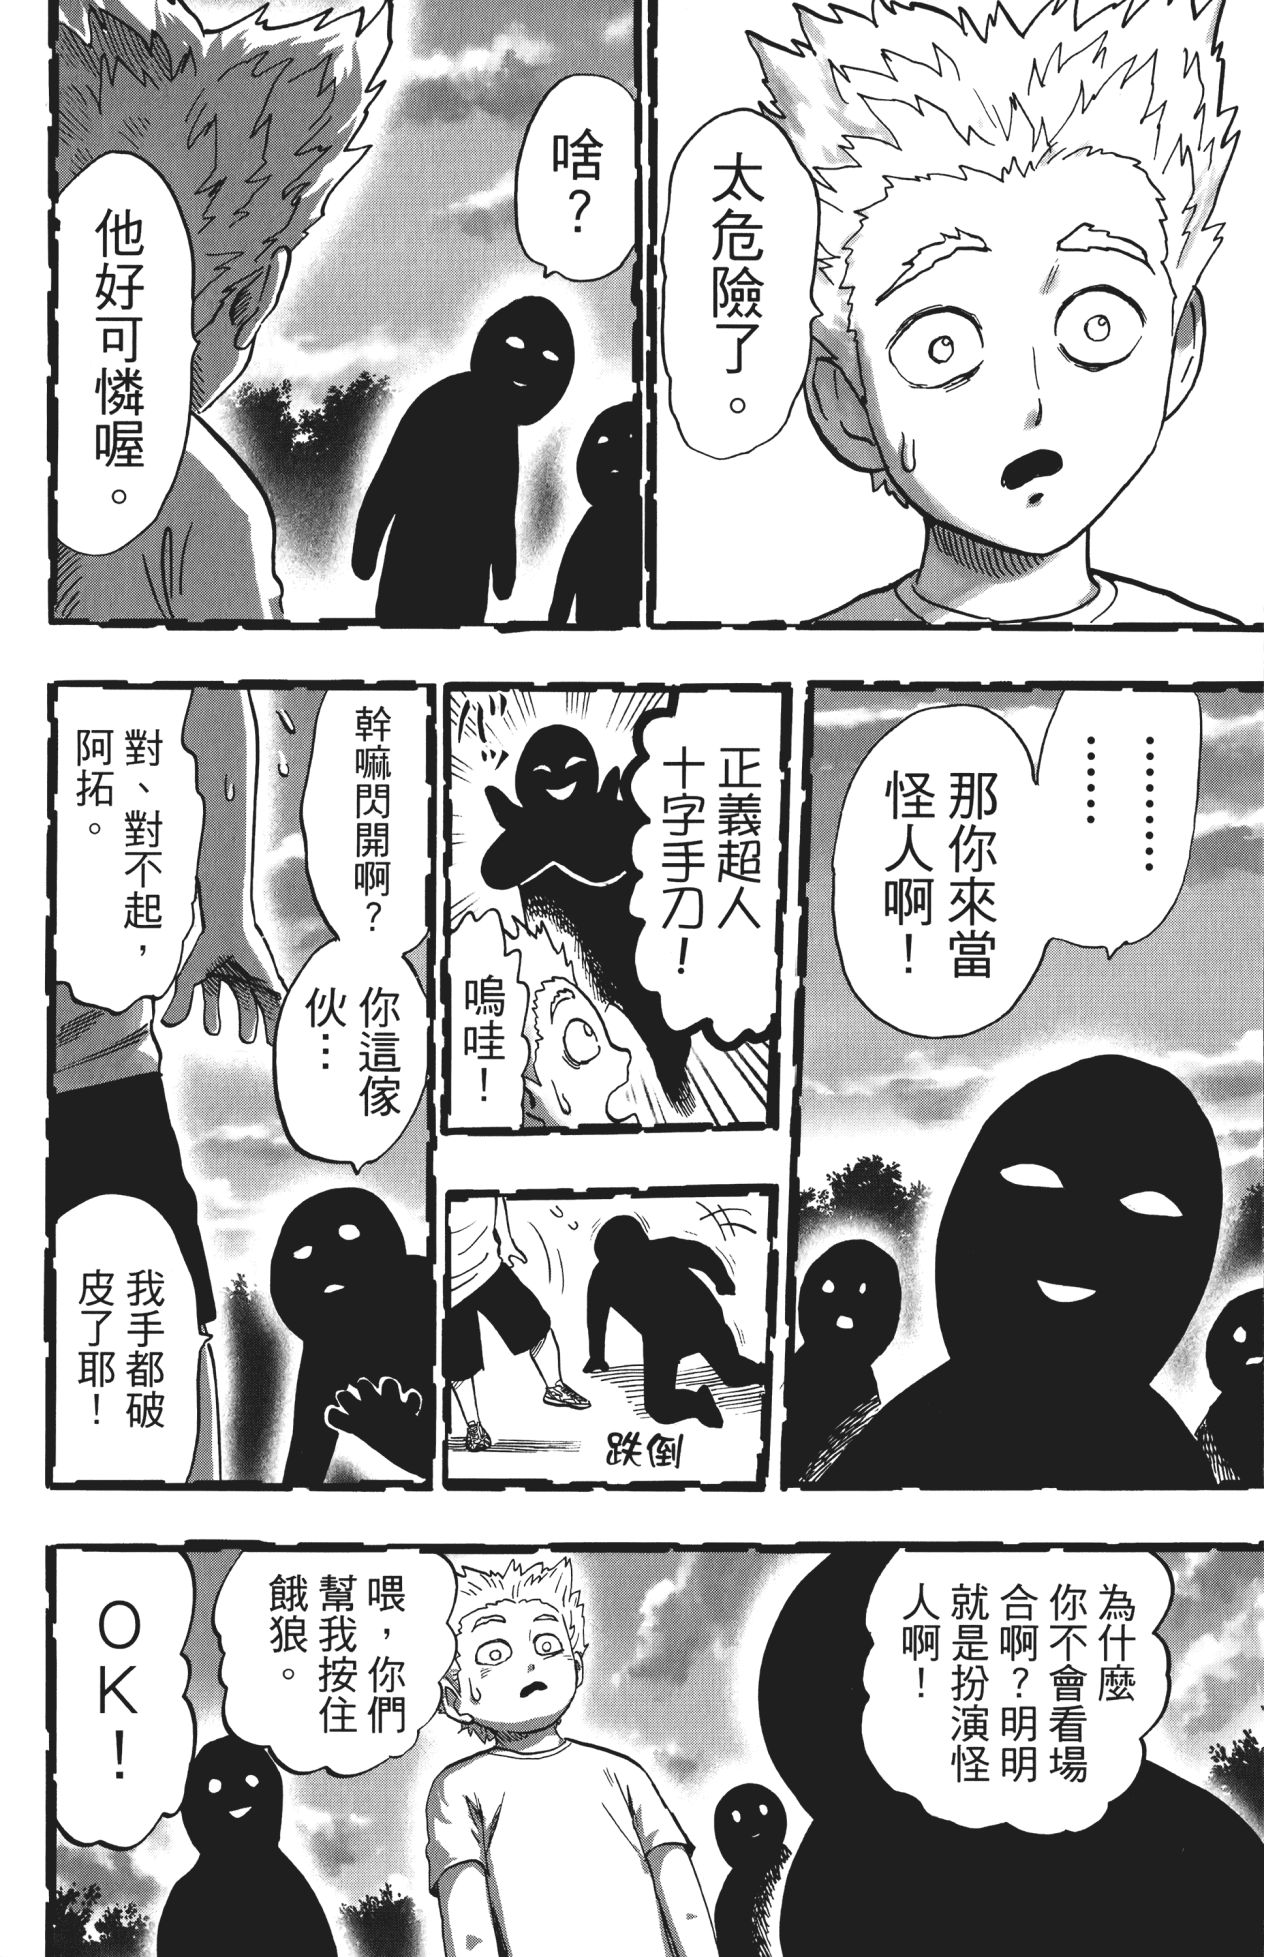 太危險了。
啥？
他好可憐喔。
………
……
那你來當
怪人啊！
正義超人
十字手刀！
嗚哇！
跌倒
幹嘛閃開啊？
你這傢
伙…
對、對不起，
阿拓。
我手都破
皮了耶！
為什麼
你不會看場
合啊？明明
就是扮演怪
人啊！
喂，你們
幫我按住
餓狼。
ＯＫ！